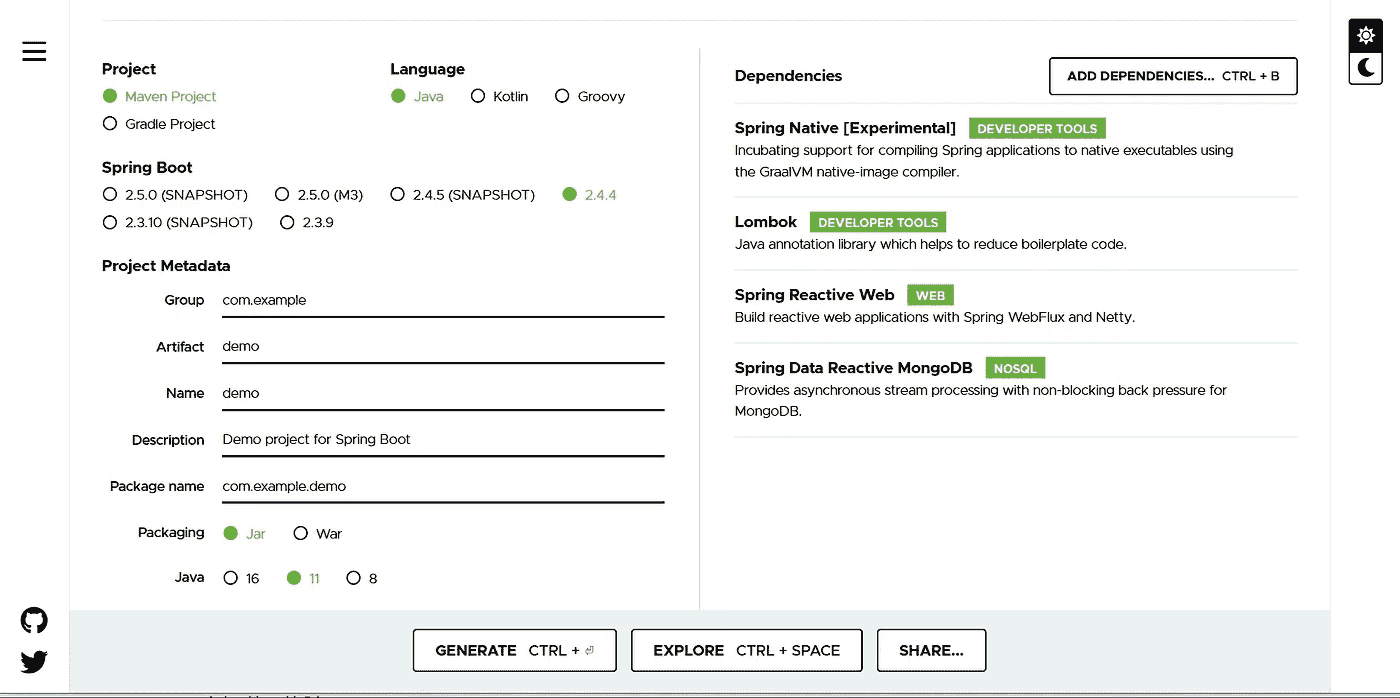 Project
Maven Project
Gradle Project
Language
Java Kotlin Groovy
Spring Boot
2.5.0 (SNAPSHOT) 2.5.0 (M3) 2.4.5 (SNAPSHOT) 2.4.4
2.3.10 (SNAPSHOT) 2.3.9
Project Metadata
Group com.example
Artifact demo
Name demo
Description Demo project for Spring Boot
Package name com.example.demo
Packaging Jar War
Java 16 11 8
Dependencies
ADD DEPENDENCIES... CTRL + B
Spring Native [Experimental] DEVELOPER TOOLS
Incubating support for compiling Spring applications to native executables using
the GraalVM native-image compiler.
Lombok DEVELOPER TOOLS
Java annotation library which helps to reduce boilerplate code.
Spring Reactive Web WEB
Build reactive web applications with Spring WebFlux and Netty.
Spring Data Reactive MongoDB NOSQL
Provides asynchronous stream processing with non-blocking back pressure for
MongoDB.
GENERATE CTRL + ⏎
EXPLORE CTRL + SPACE
SHARE...